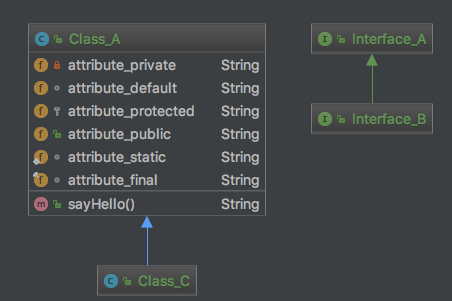 Class_A
attribute_private String
attribute_default String
attribute_protected String
attribute_public String
attribute_static String
attribute_final String
sayHello() String
Class_C
Interface_A
Interface_B